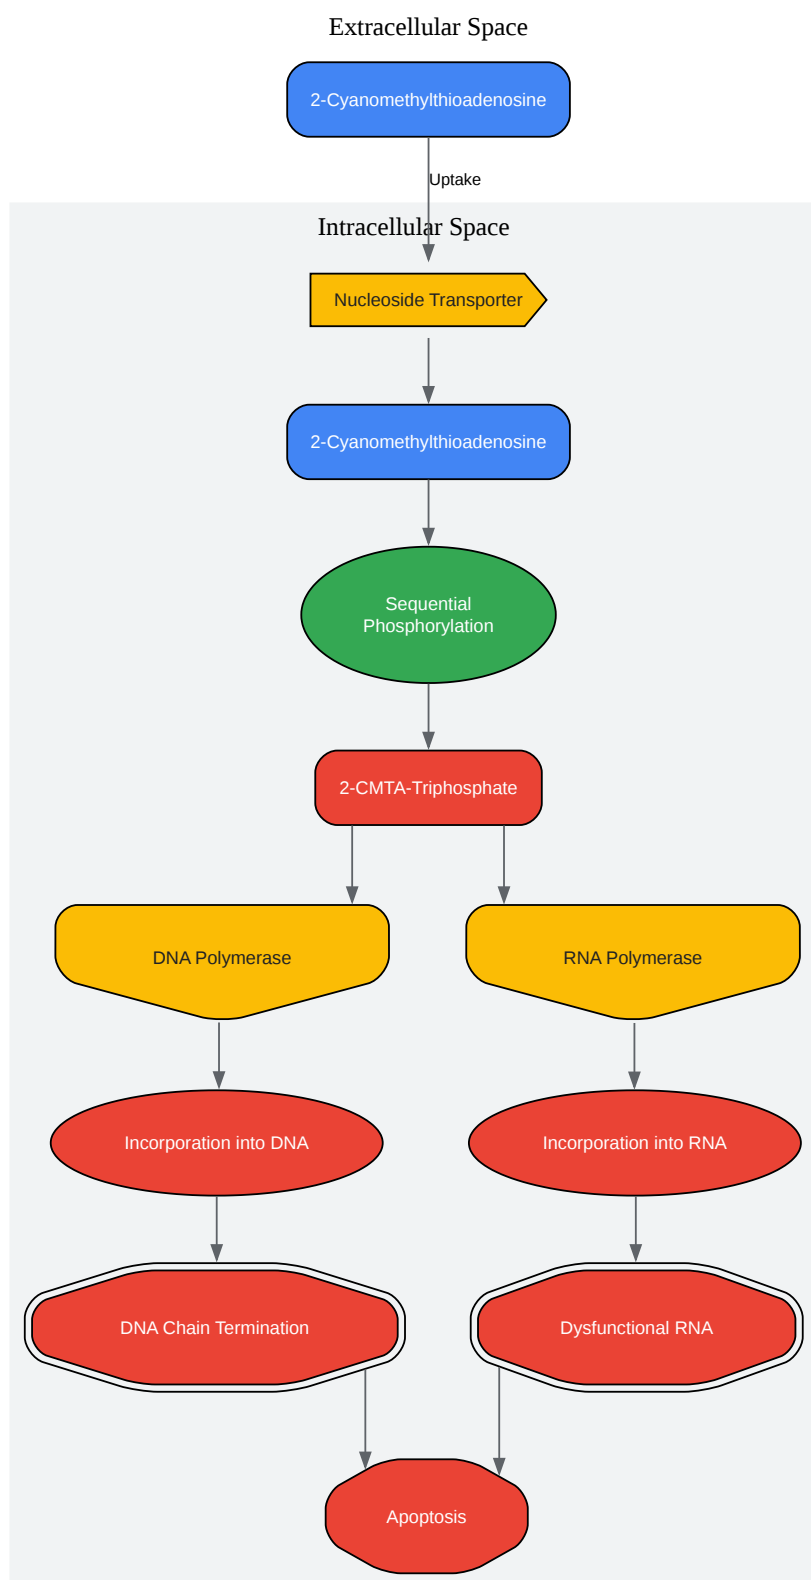 Extracellular Space
2-Cyanomethylthioadenosine
Uptake
Intracellular Space
Nucleoside Transporter
2-Cyanomethylthioadenosine
Sequential
Phosphorylation
2-CMTA-Triphosphate
DNA Polymerase
RNA Polymerase
Incorporation into DNA
Incorporation into RNA
DNA Chain Termination
Dysfunctional RNA
Apoptosis